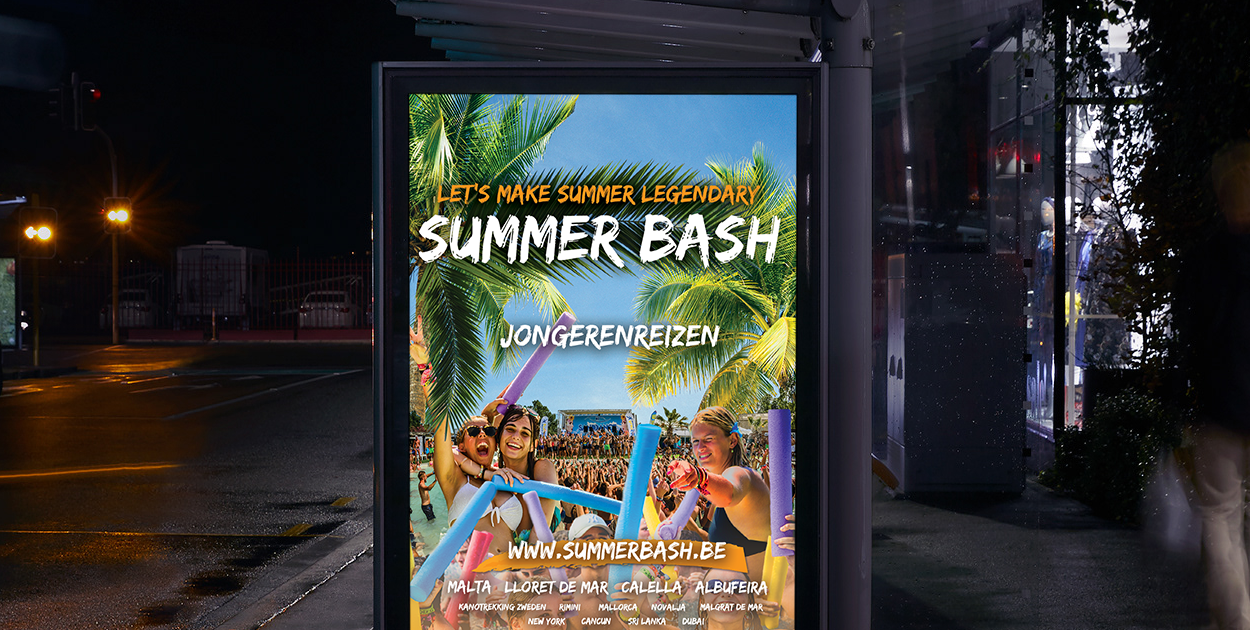 LET'S MAKE SUMMER LEGENDARY
SUMMER BASH
JONGERENREIZEN
WWW.SUMMERBASH.BE
MALTA LLORET DE MAR CALELLA ALBUFEIRA
KANOTREKKING ZWEDEN RIMINI MALLORCA NOVALJA MALGRAT DE MAR
NEW YORK CANCUN SRI LANKA DUBAI